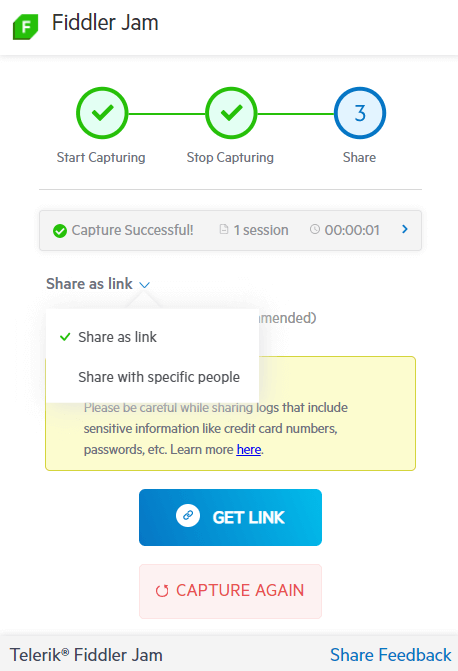 Fiddler Jam
3
Start Capturing Stop Capturing Share
Capture Successful! 1 session 00:00:01
Share as link
Share as link
Share with specific people
Please be careful while sharing logs that include
sensitive information like credit card numbers,
passwords, etc. Learn more here.
GET LINK
CAPTURE AGAIN
Telerik® Fiddler Jam Share Feedback